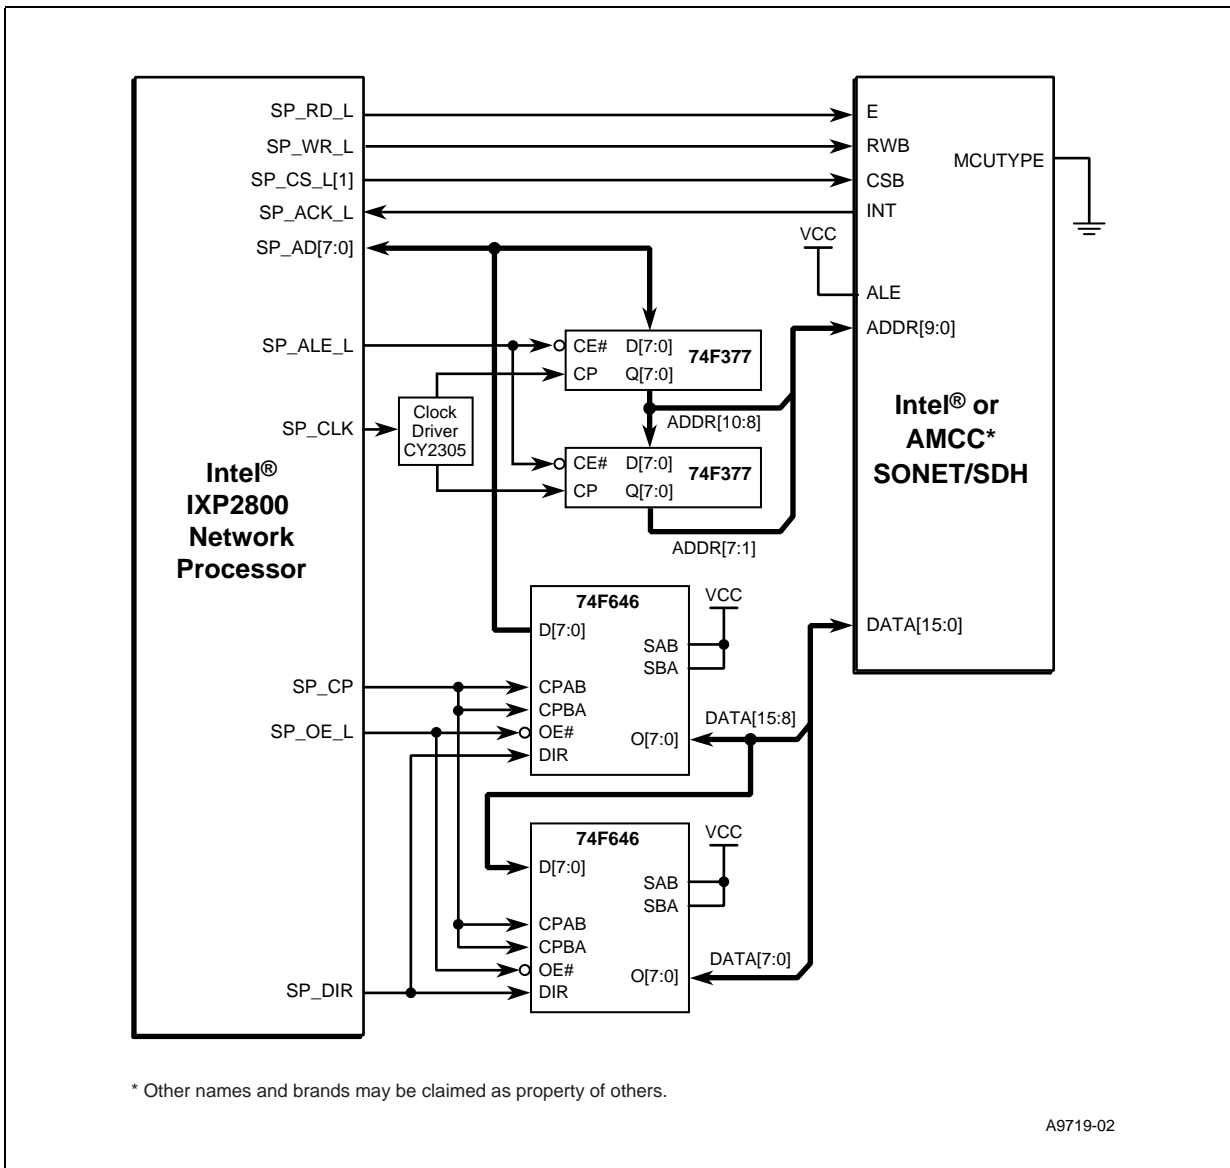 SP_RD_L
SP_WR_L
SP_CS_L[1]
SP_ACK_L
SP_AD[7:0]
SP_ALE_L
SP_CLK
Intel®
IXP2800
Network
Processor
SP_CP
SP_OE_L
SP_DIR
Clock
Driver
CY2305
CE# D[7:0]
74F377
CP Q[7:0]
ADDR[10:8]
CE# D[7:0]
74F377
CP Q[7:0]
ADDR[7:1]
74F646
D[7:0]
VCC
SAB
SBA
CPAB
CPBA
OE#
DIR
O[7:0]
DATA[15:8]
74F646
D[7:0]
VCC
SAB
SBA
CPAB
CPBA
OE#
DIR
O[7:0]
DATA[7:0]
E
RWB
MCUTYPE
CSB
INT
VCC
ALE
ADDR[9:0]
Intel® or
AMCC*
SONET/SDH
DATA[15:0]
* Other names and brands may be claimed as property of others.
A9719-02